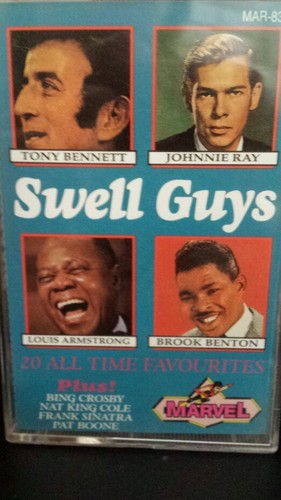 MAR-83
TONY BENNETT
JOHNNIE RAY
Swell Guys
LOUIS ARMSTRONG
BROOK BENTON
20 ALL TIME FAVOURITES
Plus!
BING CROSBY
NAT KING COLE
FRANK SINATRA
PAT BOONE
MARVEL